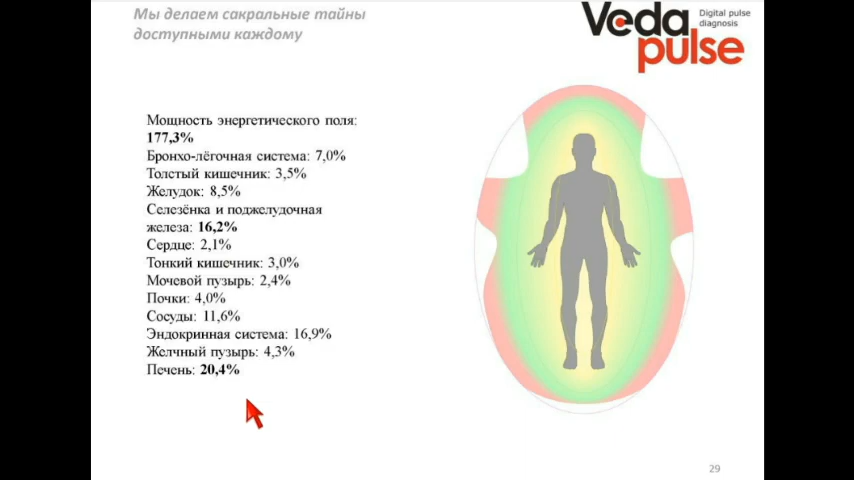 Мы делаем сакральные тайны
доступными каждому
Veda
pulse
Digital pulse
diagnosis
Мощность энергетического поля:
177,3%
Бронхо-лёгочная система: 7,0%
Толстый кишечник: 3,5%
Желудок: 8,5%
Селезёнка и поджелудочная
железа: 16,2%
Сердце: 2,1%
Тонкий кишечник: 3,0%
Мочевой пузырь: 2,4%
Почки: 4,0%
Сосуды: 11,6%
Эндокринная система: 16,9%
Желчный пузырь: 4,3%
Печень: 20,4%
29